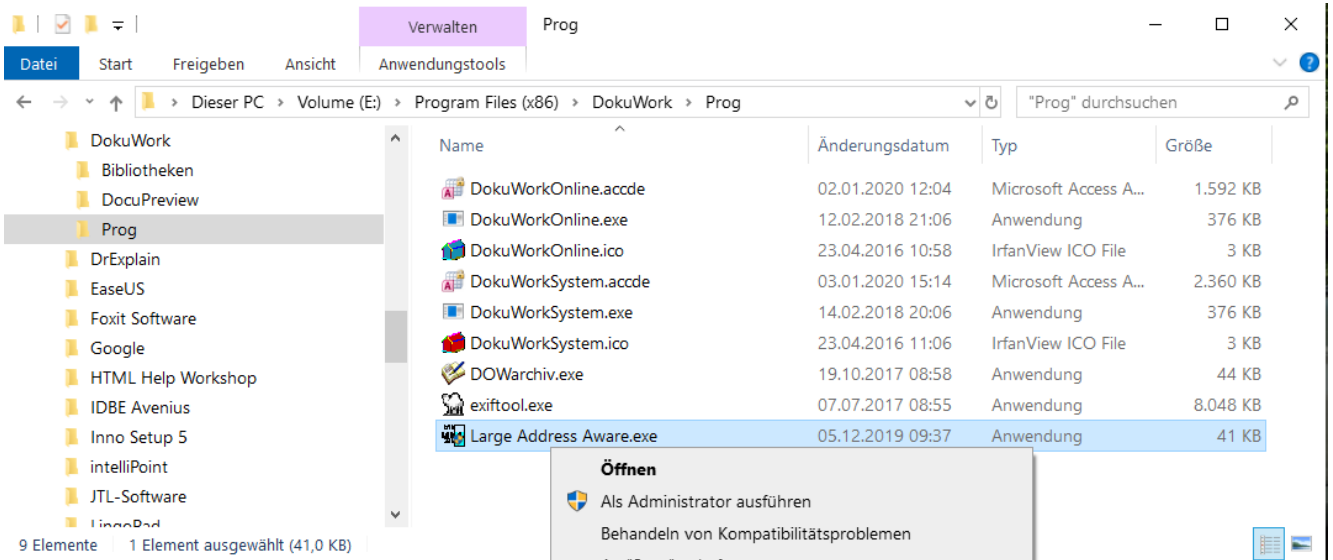 Verwalten Prog
Datei Start Freigeben Ansicht Anwendungstools
Dieser PC > Volume (E:) > Program Files (x86) > DokuWork > Prog "Prog" durchsuchen
DokuWork
Bibliotheken
DocuPreview
Prog
DrExplain
EaseUS
Foxit Software
Google
HTML Help Workshop
IDBE Avenius
Inno Setup 5
intelliPoint
JTL-Software
LingoPad
Name Änderungsdatum Typ Größe
DokuWorkOnline.accde 02.01.2020 12:04 Microsoft Access A... 1.592 KB
DokuWorkOnline.exe 12.02.2018 21:06 Anwendung 376 KB
DokuWorkOnline.ico 23.04.2016 10:58 IrfanView ICO File 3 KB
DokuWorkSystem.accde 03.01.2020 15:14 Microsoft Access A... 2.360 KB
DokuWorkSystem.exe 14.02.2018 20:06 Anwendung 376 KB
DokuWorkSystem.ico 23.04.2016 11:06 IrfanView ICO File 3 KB
DOWarchiv.exe 19.10.2017 08:58 Anwendung 44 KB
exiftool.exe 07.07.2017 08:55 Anwendung 8.048 KB
Large Address Aware.exe 05.12.2019 09:37 Anwendung 41 KB
Öffnen
Als Administrator ausführen
Behandeln von Kompatibilitätsproblemen
9 Elemente 1 Element ausgewählt (41,0 KB)